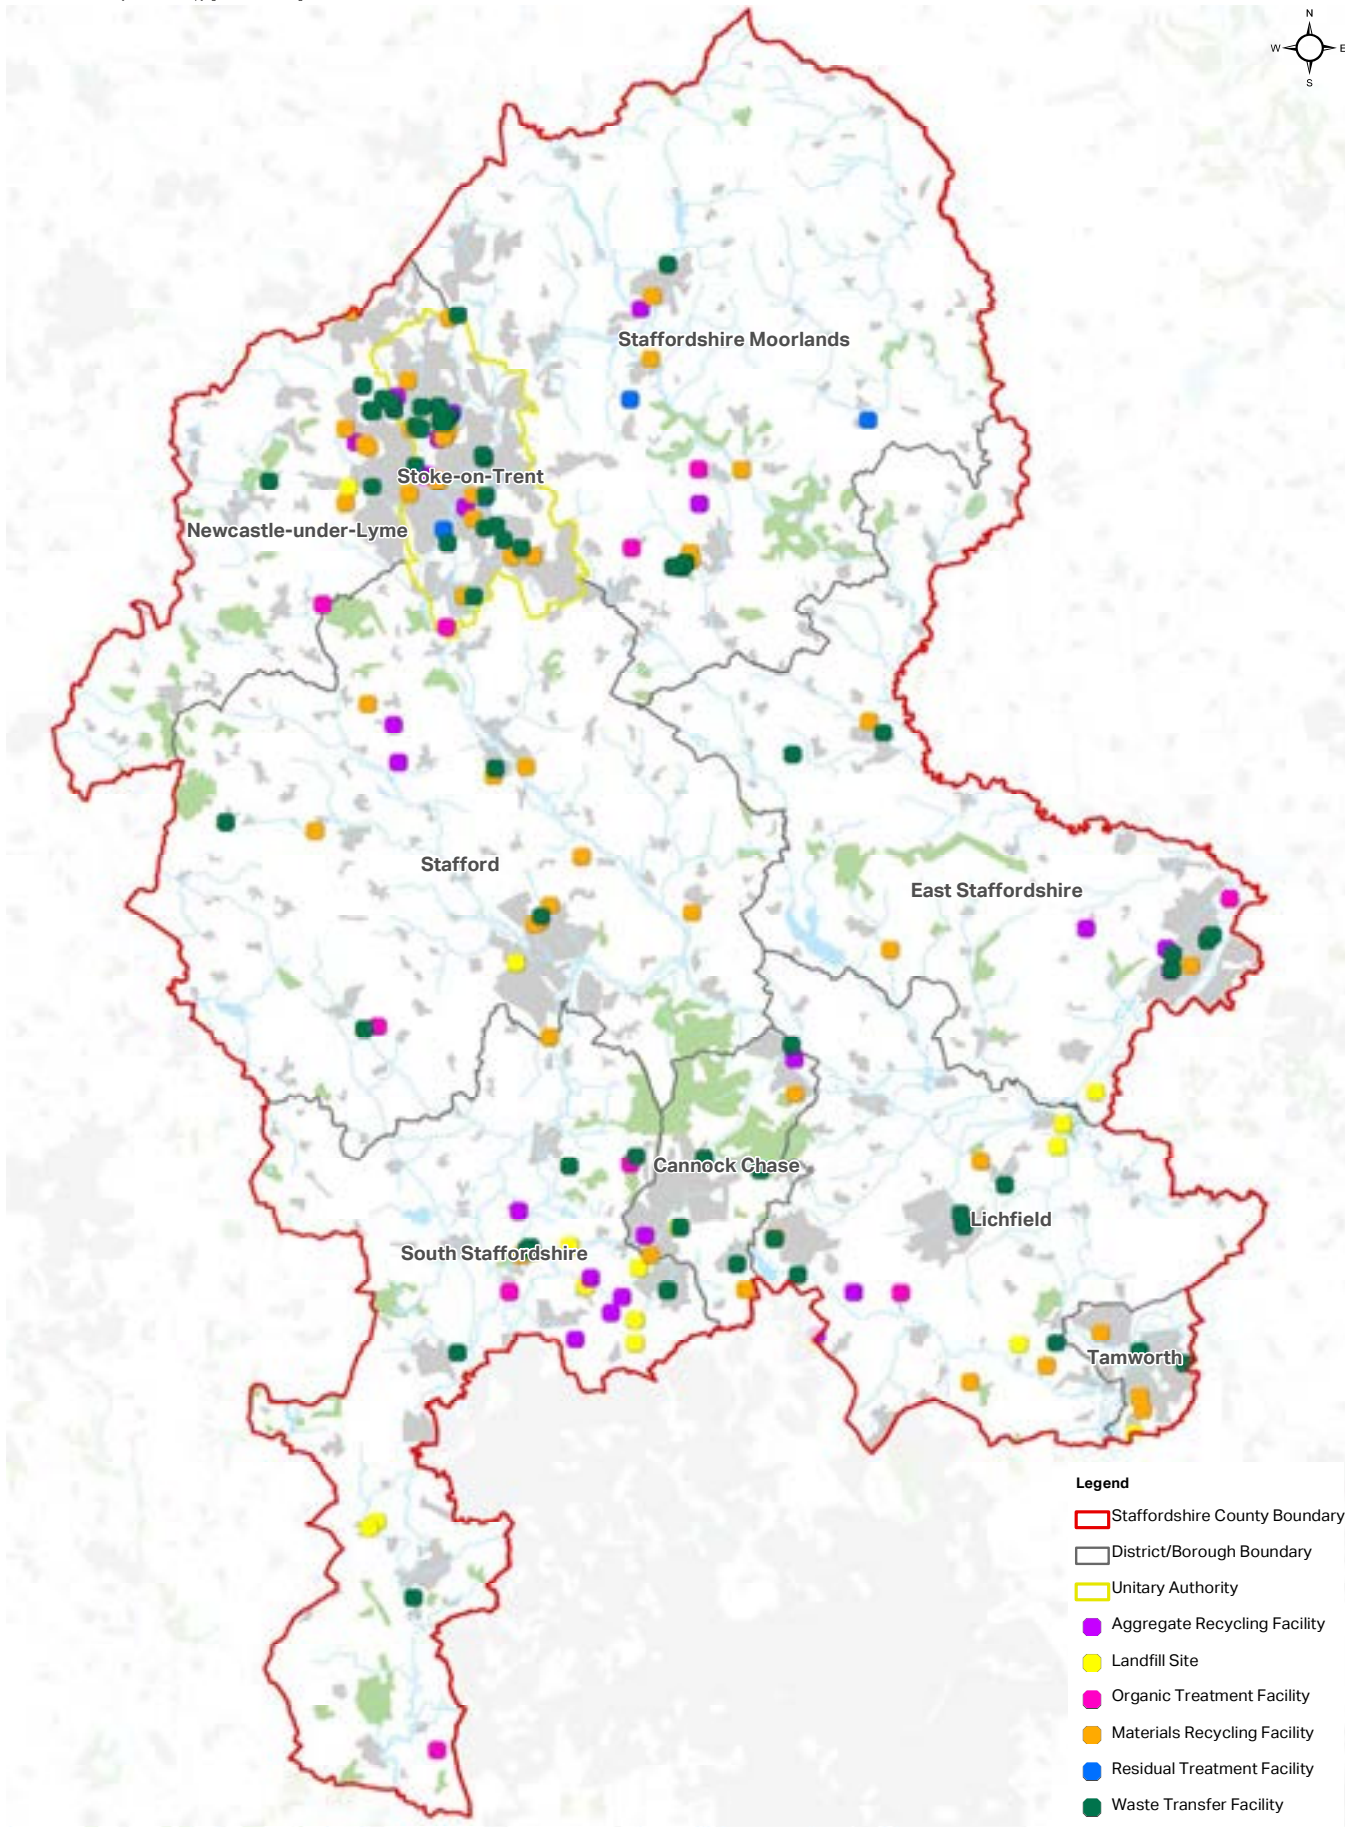 N
W E
S
Staffordshire Moorlands
Stoke-on-Trent
Newcastle-under-Lyme
Stafford
East Staffordshire
Cannock Chase
Lichfield
South Staffordshire
Tamworth
Legend
Staffordshire County Boundary
District/Borough Boundary
Unitary Authority
Aggregate Recycling Facility
Landfill Site
Organic Treatment Facility
Materials Recycling Facility
Residual Treatment Facility
Waste Transfer Facility